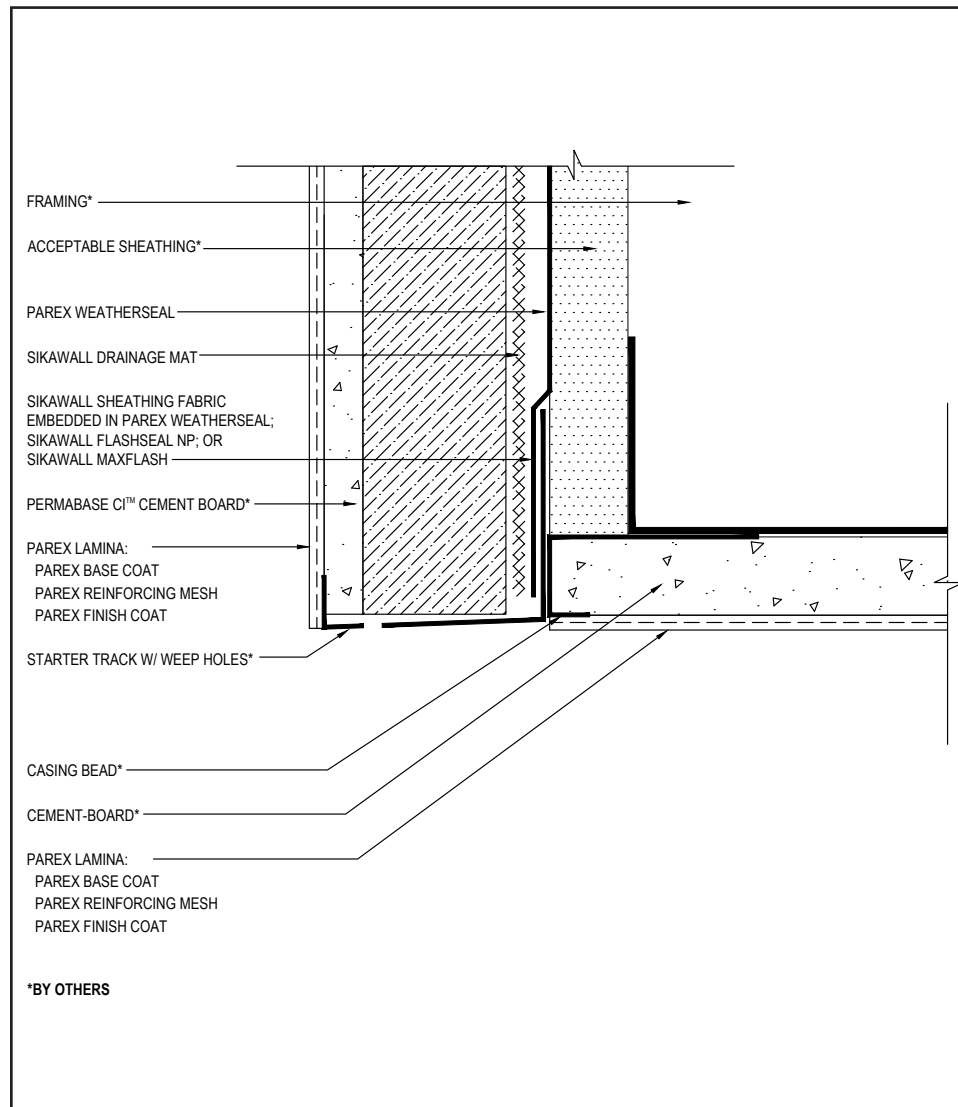 FRAMING*
ACCEPTABLE SHEATHING*
PAREX WEATHERSEAL
SIKAWALL DRAINAGE MAT
SIKAWALL SHEATHING FABRIC
EMBEDDED IN PAREX WEATHERSEAL;
SIKAWALL FLASHSEAL NP; OR
SIKAWALL MAXFLASH
PERMABASE CI™ CEMENT BOARD*
PAREX LAMINA:
PAREX BASE COAT
PAREX REINFORCING MESH
PAREX FINISH COAT
STARTER TRACK W/ WEEP HOLES*
CASING BEAD*
CEMENT-BOARD*
PAREX LAMINA:
PAREX BASE COAT
PAREX REINFORCING MESH
PAREX FINISH COAT
*BY OTHERS